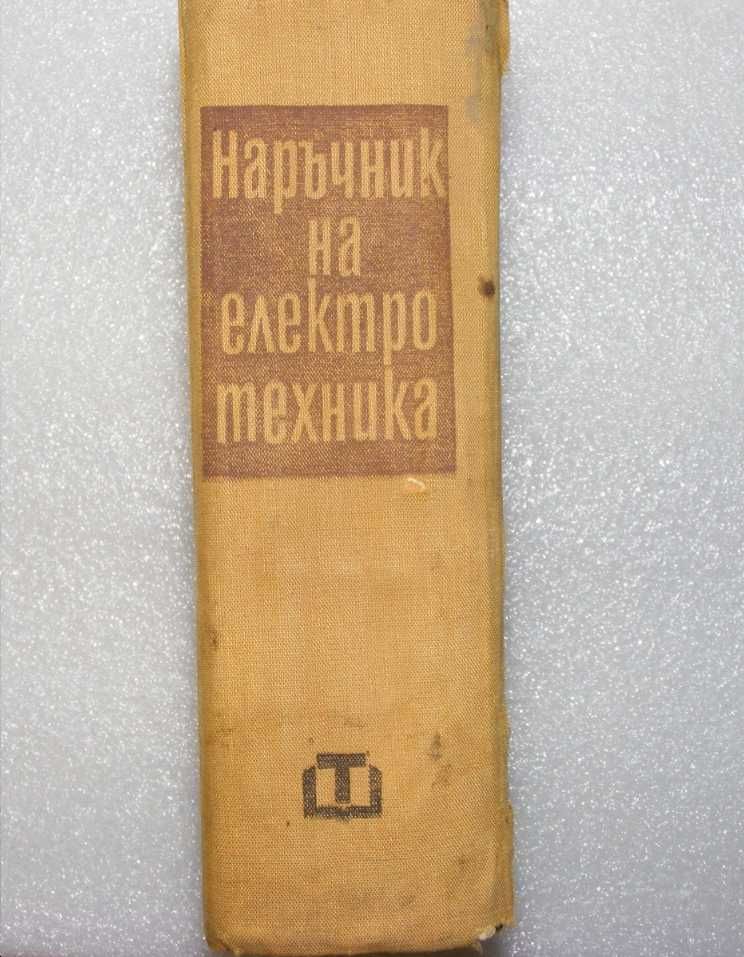 Наръчник
на
електро
техника
Т